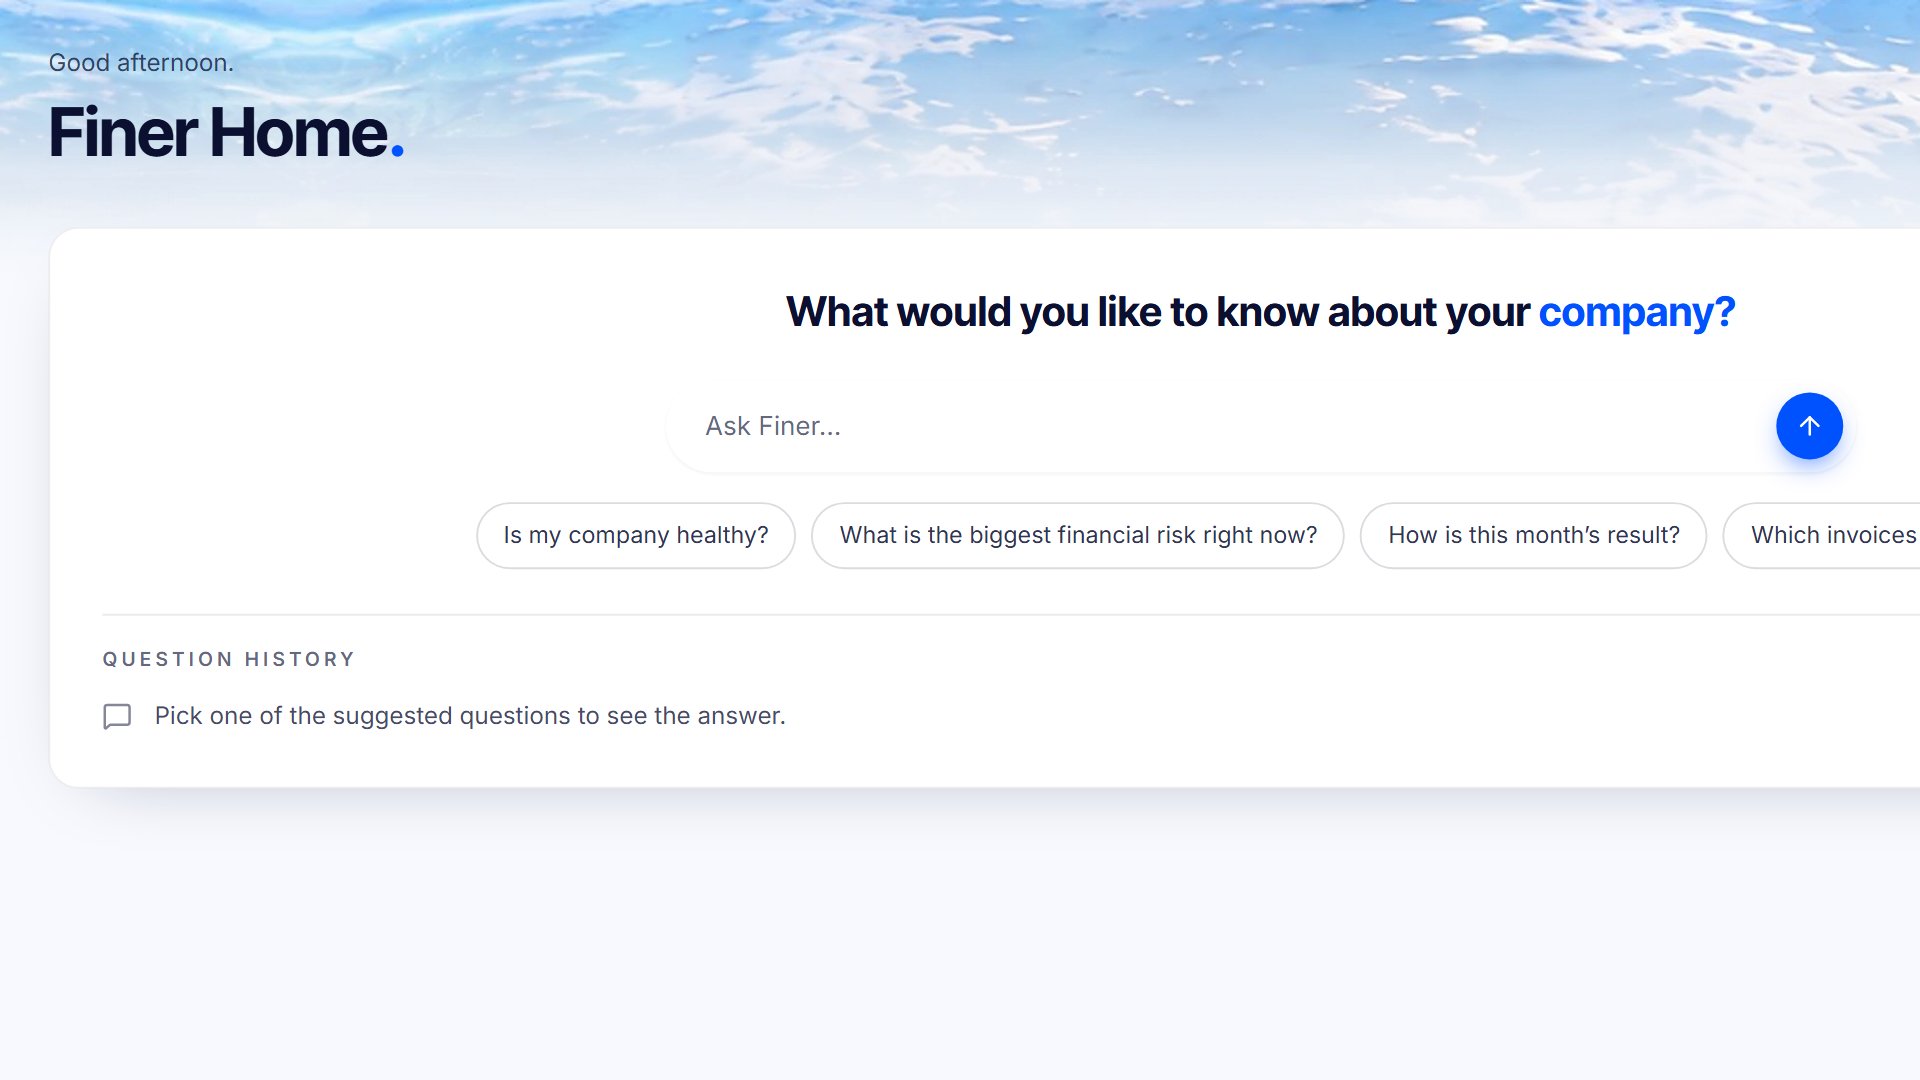 Good afternoon.
Finer Home.
What would you like to know about your company?
Ask Finer...
Is my company healthy?
What is the biggest financial risk right now?
How is this month’s result?
Which invoices
QUESTION HISTORY
Pick one of the suggested questions to see the answer.